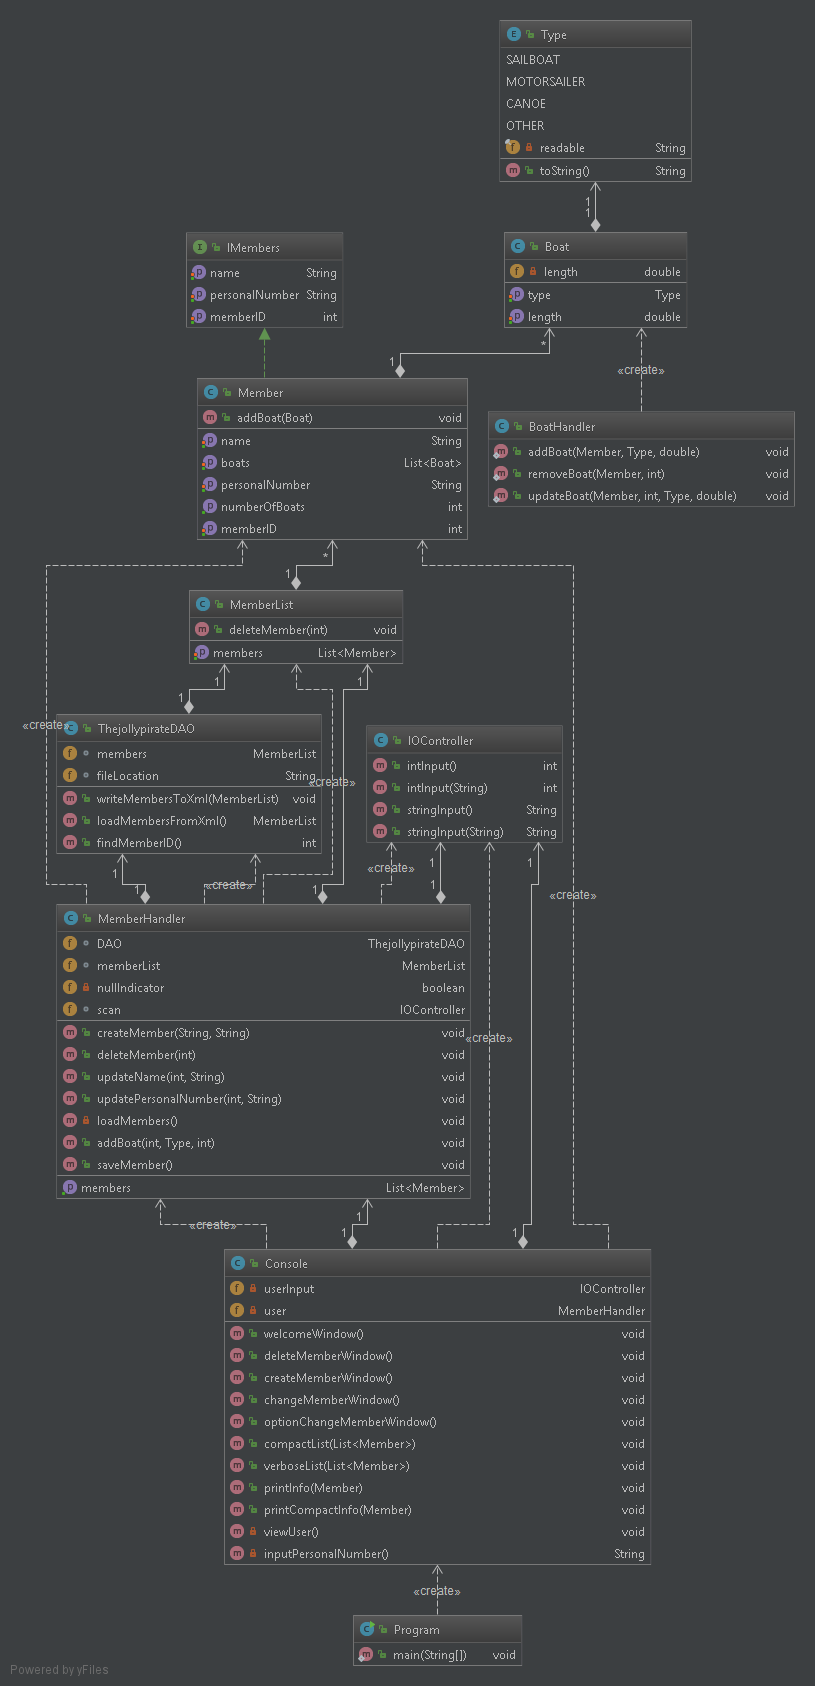 E Type
SAILBOAT
MOTORSAILER
CANOE
OTHER
f readable String
m toString() String
1
1
I IMembers
p name String
p personalNumber String
p memberID int
C Boat
f length double
p type Type
p length double
1
*
«create»
C Member
m addBoat(Boat) void
p name String
p boats List<Boat>
p personalNumber String
p numberOfBoats int
p memberID int
C BoatHandler
m addBoat(Member, Type, double) void
m removeBoat(Member, int) void
m updateBoat(Member, int, Type, double) void
*
1
C MemberList
m deleteMember(int) void
p members List<Member>
1
1
1
«create»
C ThejollypirateDAO
f members MemberList
f fileLocation String
m writeMembersToXml(MemberList) void
m loadMembersFromXml() MemberList
m findMemberID() int
«create»
C IOController
m intInput() int
m intInput(String) int
m stringInput() String
m stringInput(String) String
1
1
«create»
1
«create»
1
1
1
«create»
C MemberHandler
f DAO ThejollypirateDAO
f memberList MemberList
f nullIndicator boolean
f scan IOController
m createMember(String, String) void
m deleteMember(int) void
m updateName(int, String) void
m updatePersonalNumber(int, String) void
m loadMembers() void
m addBoat(int, Type, int) void
m saveMember() void
p members List<Member>
«create»
«create»
1
1
1
C Console
f userInput IOController
f user MemberHandler
m welcomeWindow() void
m deleteMemberWindow() void
m createMemberWindow() void
m changeMemberWindow() void
m optionChangeMemberWindow() void
m compactList(List<Member>) void
m verboseList(List<Member>) void
m printInfo(Member) void
m printCompactInfo(Member) void
m viewUser() void
m inputPersonalNumber() String
«create»
C Program
m main(String[]) void
Powered by yFiles